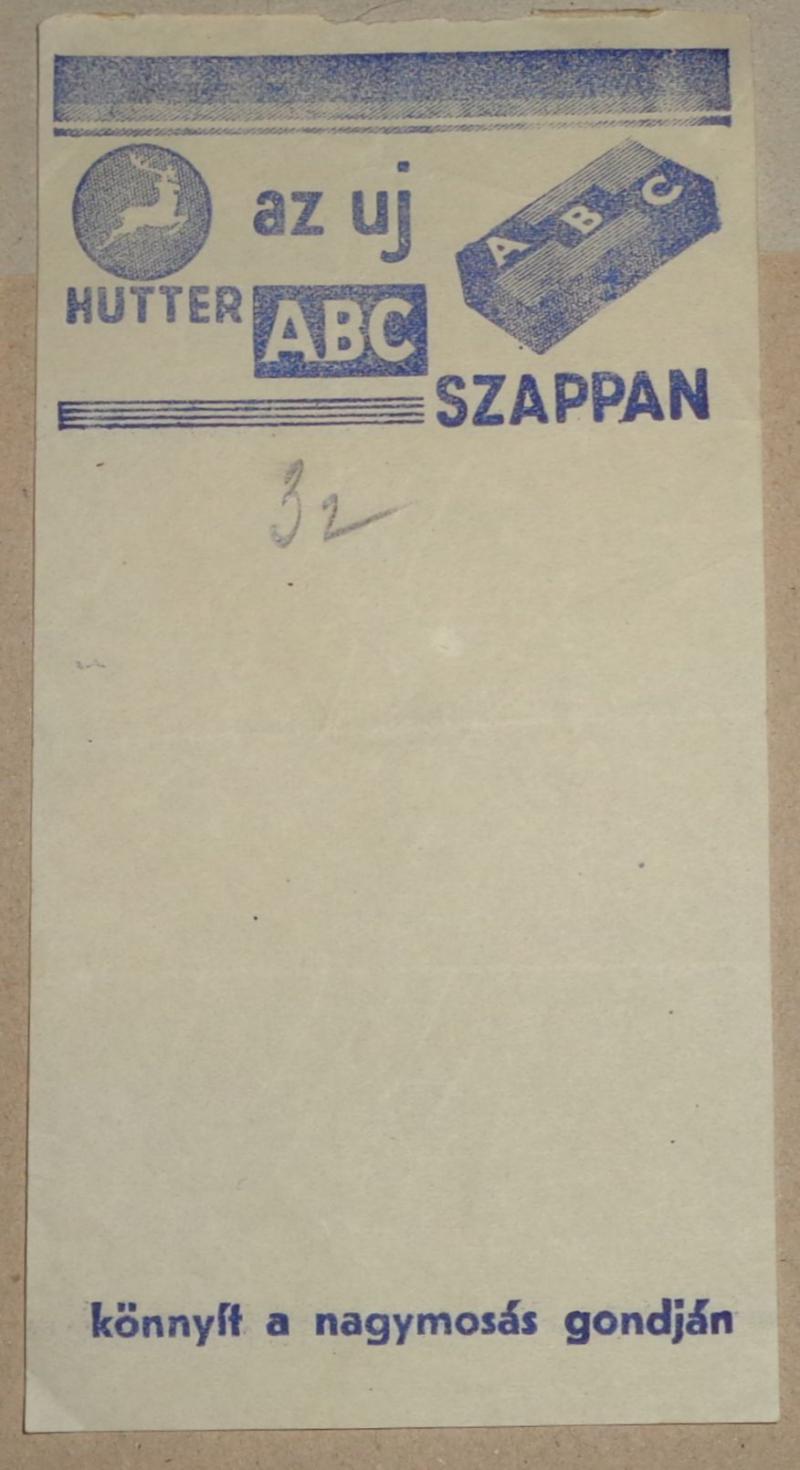 az uj
A B C
HUTTER
ABC
SZAPPAN
32
könnyít a nagymosás gondján